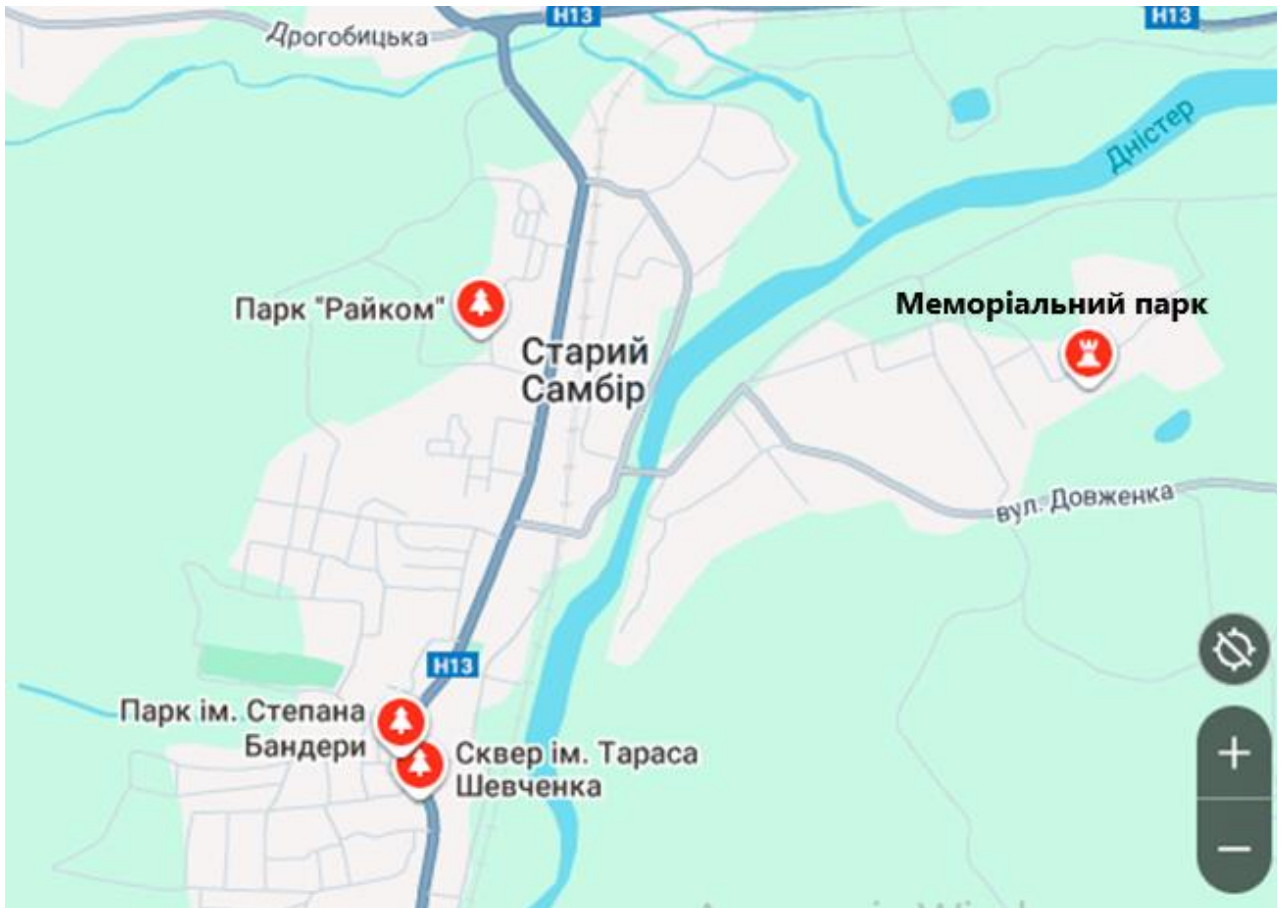 H13
H13
Дрогобицька
Дністер
Парк "Райком"
Меморіальний парк
Старий
Самбір
вул. Довженка
H13
Парк ім. Степана
Бандери
Сквер ім. Тараса
Шевченка